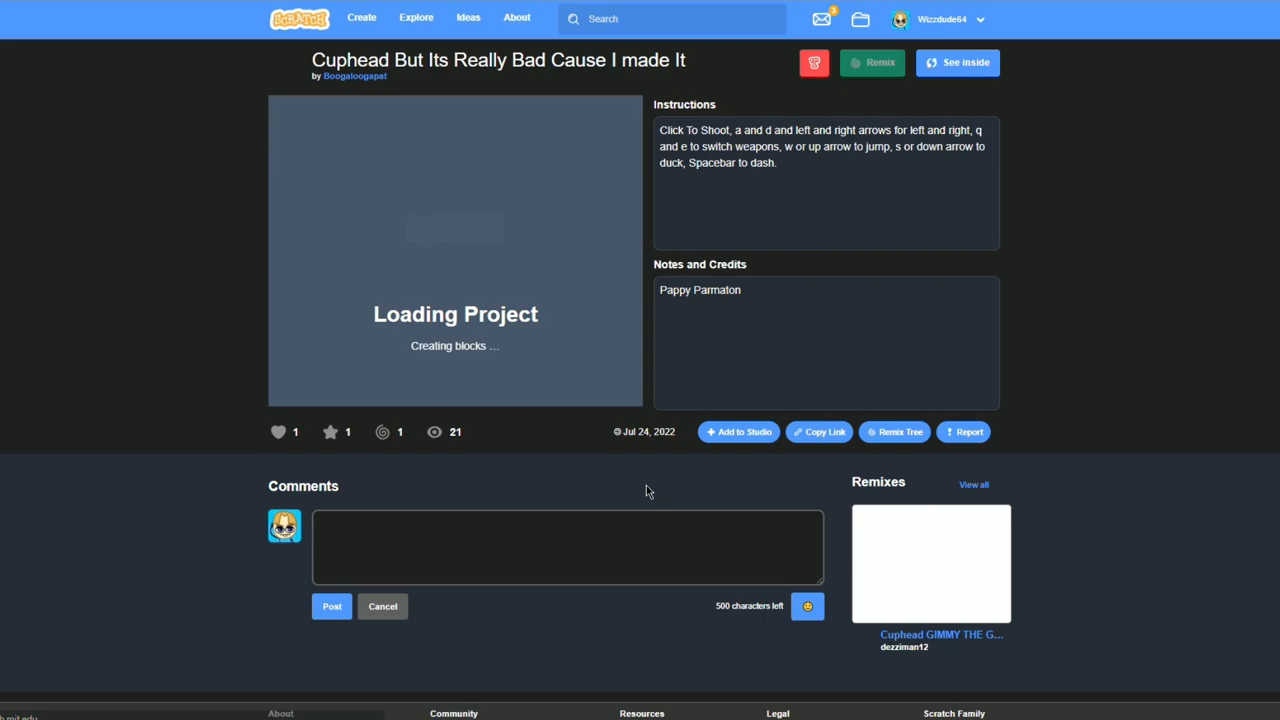 SCRATCH
Create
Explore
Ideas
About
Search
3
Wizzdude64
Cuphead But Its Really Bad Cause I made It
by Boogaloogapat
Remix
See inside
Instructions
Click To Shoot, a and d and left and right arrows for left and right, q
and e to switch weapons, w or up arrow to jump, s or down arrow to
duck, Spacebar to dash.
Notes and Credits
Pappy Parmaton
Loading Project
Creating blocks …
1
1
1
21
© Jul 24, 2022
Add to Studio
Copy Link
Remix Tree
Report
Comments
Remixes
View all
Post
Cancel
500 characters left
Cuphead GIMMY THE G...
dezziman12
About
Community
Resources
Legal
Scratch Family